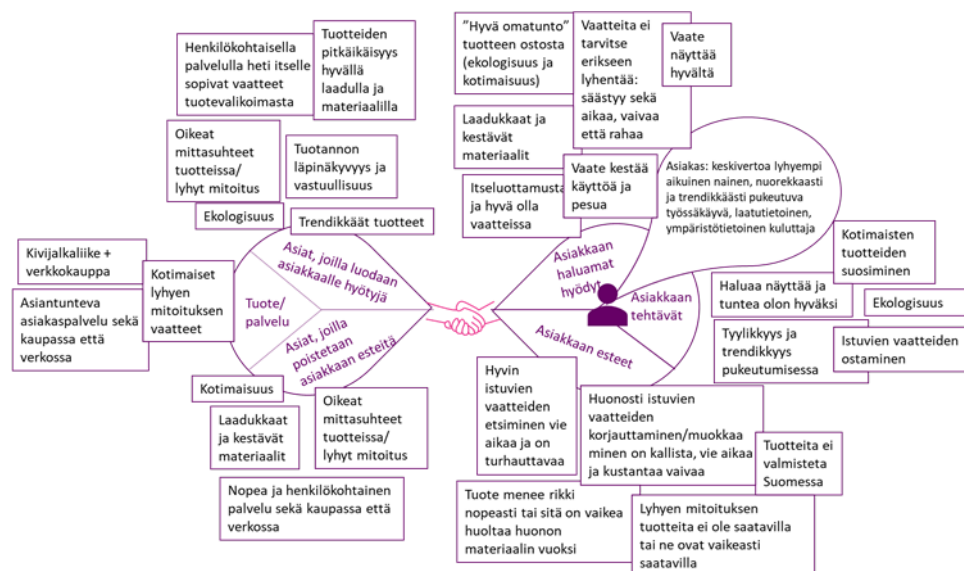 Henkilökohtaisella
palvelulla heti itselle
sopivat vaatteet
tuotevalikoimasta
Tuotteiden
pitkäikäisyys
hyvällä
laadulla ja
materiaalilla
Oikeat
mittasuhteet
tuotteissa/
lyhyt mitoitus
Tuotannon
läpinäkyvyys ja
vastuullisuus
Ekologisuus
Trendikkäät tuotteet
Kivijalkaliike +
verkkokauppa
Asiantunteva
asiakaspalvelu sekä
kaupassa että
verkossa
Kotimaiset
lyhyen
mitoituksen
vaatteet
Asiat, joilla luodaan
asiakkaalle hyötyjä
Tuote/
palvelu
Asiat, joilla
poistetaan
asiakkaan esteitä
Kotimaisuus
Laadukkaat
ja kestävät
materiaalit
Oikeat
mittasuhteet
tuotteissa/
lyhyt mitoitus
Nopea ja henkilökohtainen
palvelu sekä kaupassa että
verkossa
”Hyvä omatunto”
tuotteen ostosta
(ekologisuus ja
kotimaisuus)
Vaatteita ei
tarvitse
erikseen
lyhentää:
säästyy sekä
aikaa, vaivaa
että rahaa
Vaate
näyttää
hyvältä
Laadukkaat ja
kestävät
materiaalit
Itseluottamusta
ja hyvä olla
vaatteissa
Vaate kestää
käyttöä ja
pesua
Asiakas: keskivertoa lyhyempi
aikuinen nainen, nuorekkaasti
ja trendikkäästi pukeutuva
työssäkäyvä, laatutietoinen,
ympäristötietoinen kuluttaja
Asiakkaan
haluamat
hyödyt
Asiakkaan
tehtävät
Asiakkaan esteet
Kotimaisten
tuotteiden
suosiminen
Haluaa näyttää ja
tuntea olon hyväksi
Ekologisuus
Tyylikkyys ja
trendikkyys
pukeutumisessa
Istuvien vaatteiden
ostaminen
Hyvin
istuvien
vaatteiden
etsiminen vie
aikaa ja on
turhauttavaa
Huonosti istuvien
vaatteiden
korjauttaminen/muokkaa
minen on kallista, vie aikaa
ja kustantaa vaivaa
Tuotteita ei
valmisteta
Suomessa
Tuote menee rikki
nopeasti tai sitä on vaikea
huoltaa huonon
materiaalin vuoksi
Lyhyen mitoituksen
tuotteita ei ole saatavilla
tai ne ovat vaikeasti
saatavilla